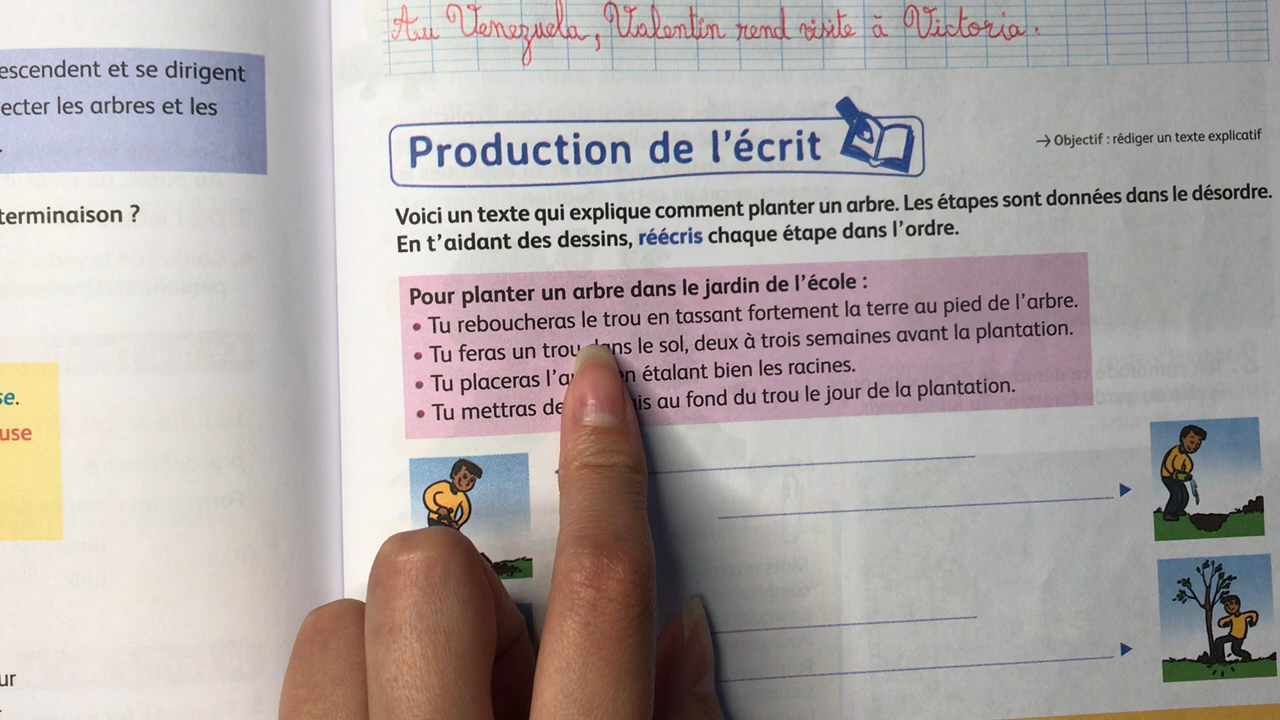 Au Venezuela, Valentin rend visite à Victoria.
escendent et se dirigent
ecter les arbres et les
.
terminaison ?
se.
use
ur
Production de l'écrit
→ Objectif : rédiger un texte explicatif
Voici un texte qui explique comment planter un arbre. Les étapes sont données dans le désordre.
En t'aidant des dessins, réécris chaque étape dans l'ordre.
Pour planter un arbre dans le jardin de l'école :
• Tu reboucheras le trou en tassant fortement la terre au pied de l'arbre.
• Tu feras un trou dans le sol, deux à trois semaines avant la plantation.
• Tu placeras l'a en étalant bien les racines.
• Tu mettras de is au fond du trou le jour de la plantation.